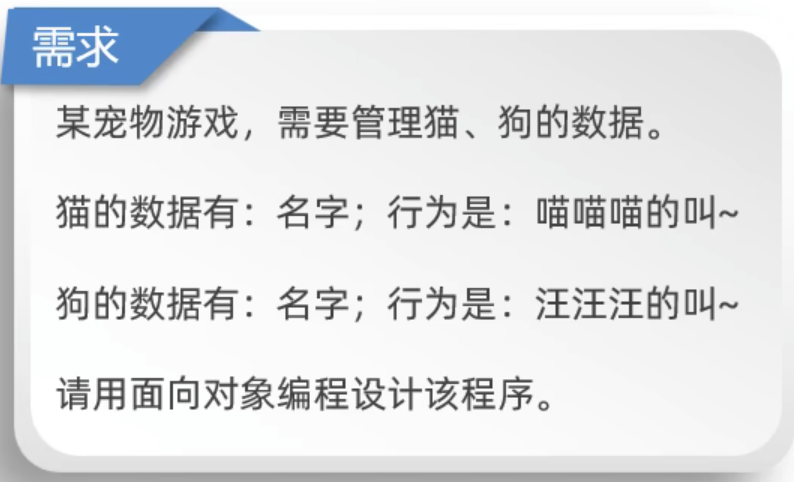 需求
某宠物游戏，需要管理猫、狗的数据。
猫的数据有：名字；行为是：喵喵喵的叫~
狗的数据有：名字；行为是：汪汪汪的叫~
请用面向对象编程设计该程序。